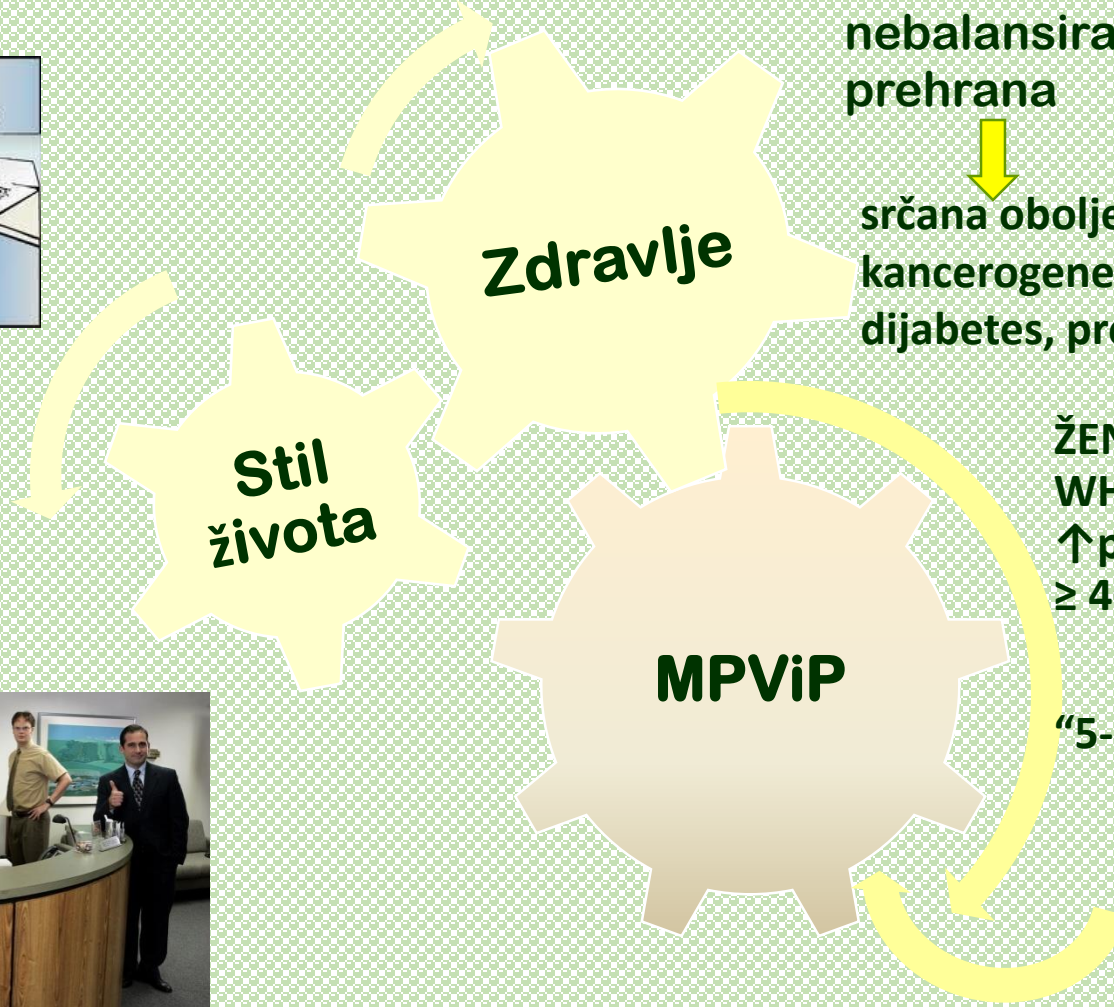 nebalansira
prehrana
srčana obolje
kancerogene
dijabetes, pr
Zdravlje
Stil
života
ŽEN
WH
↑p
≥ 4
MPViP
“5-